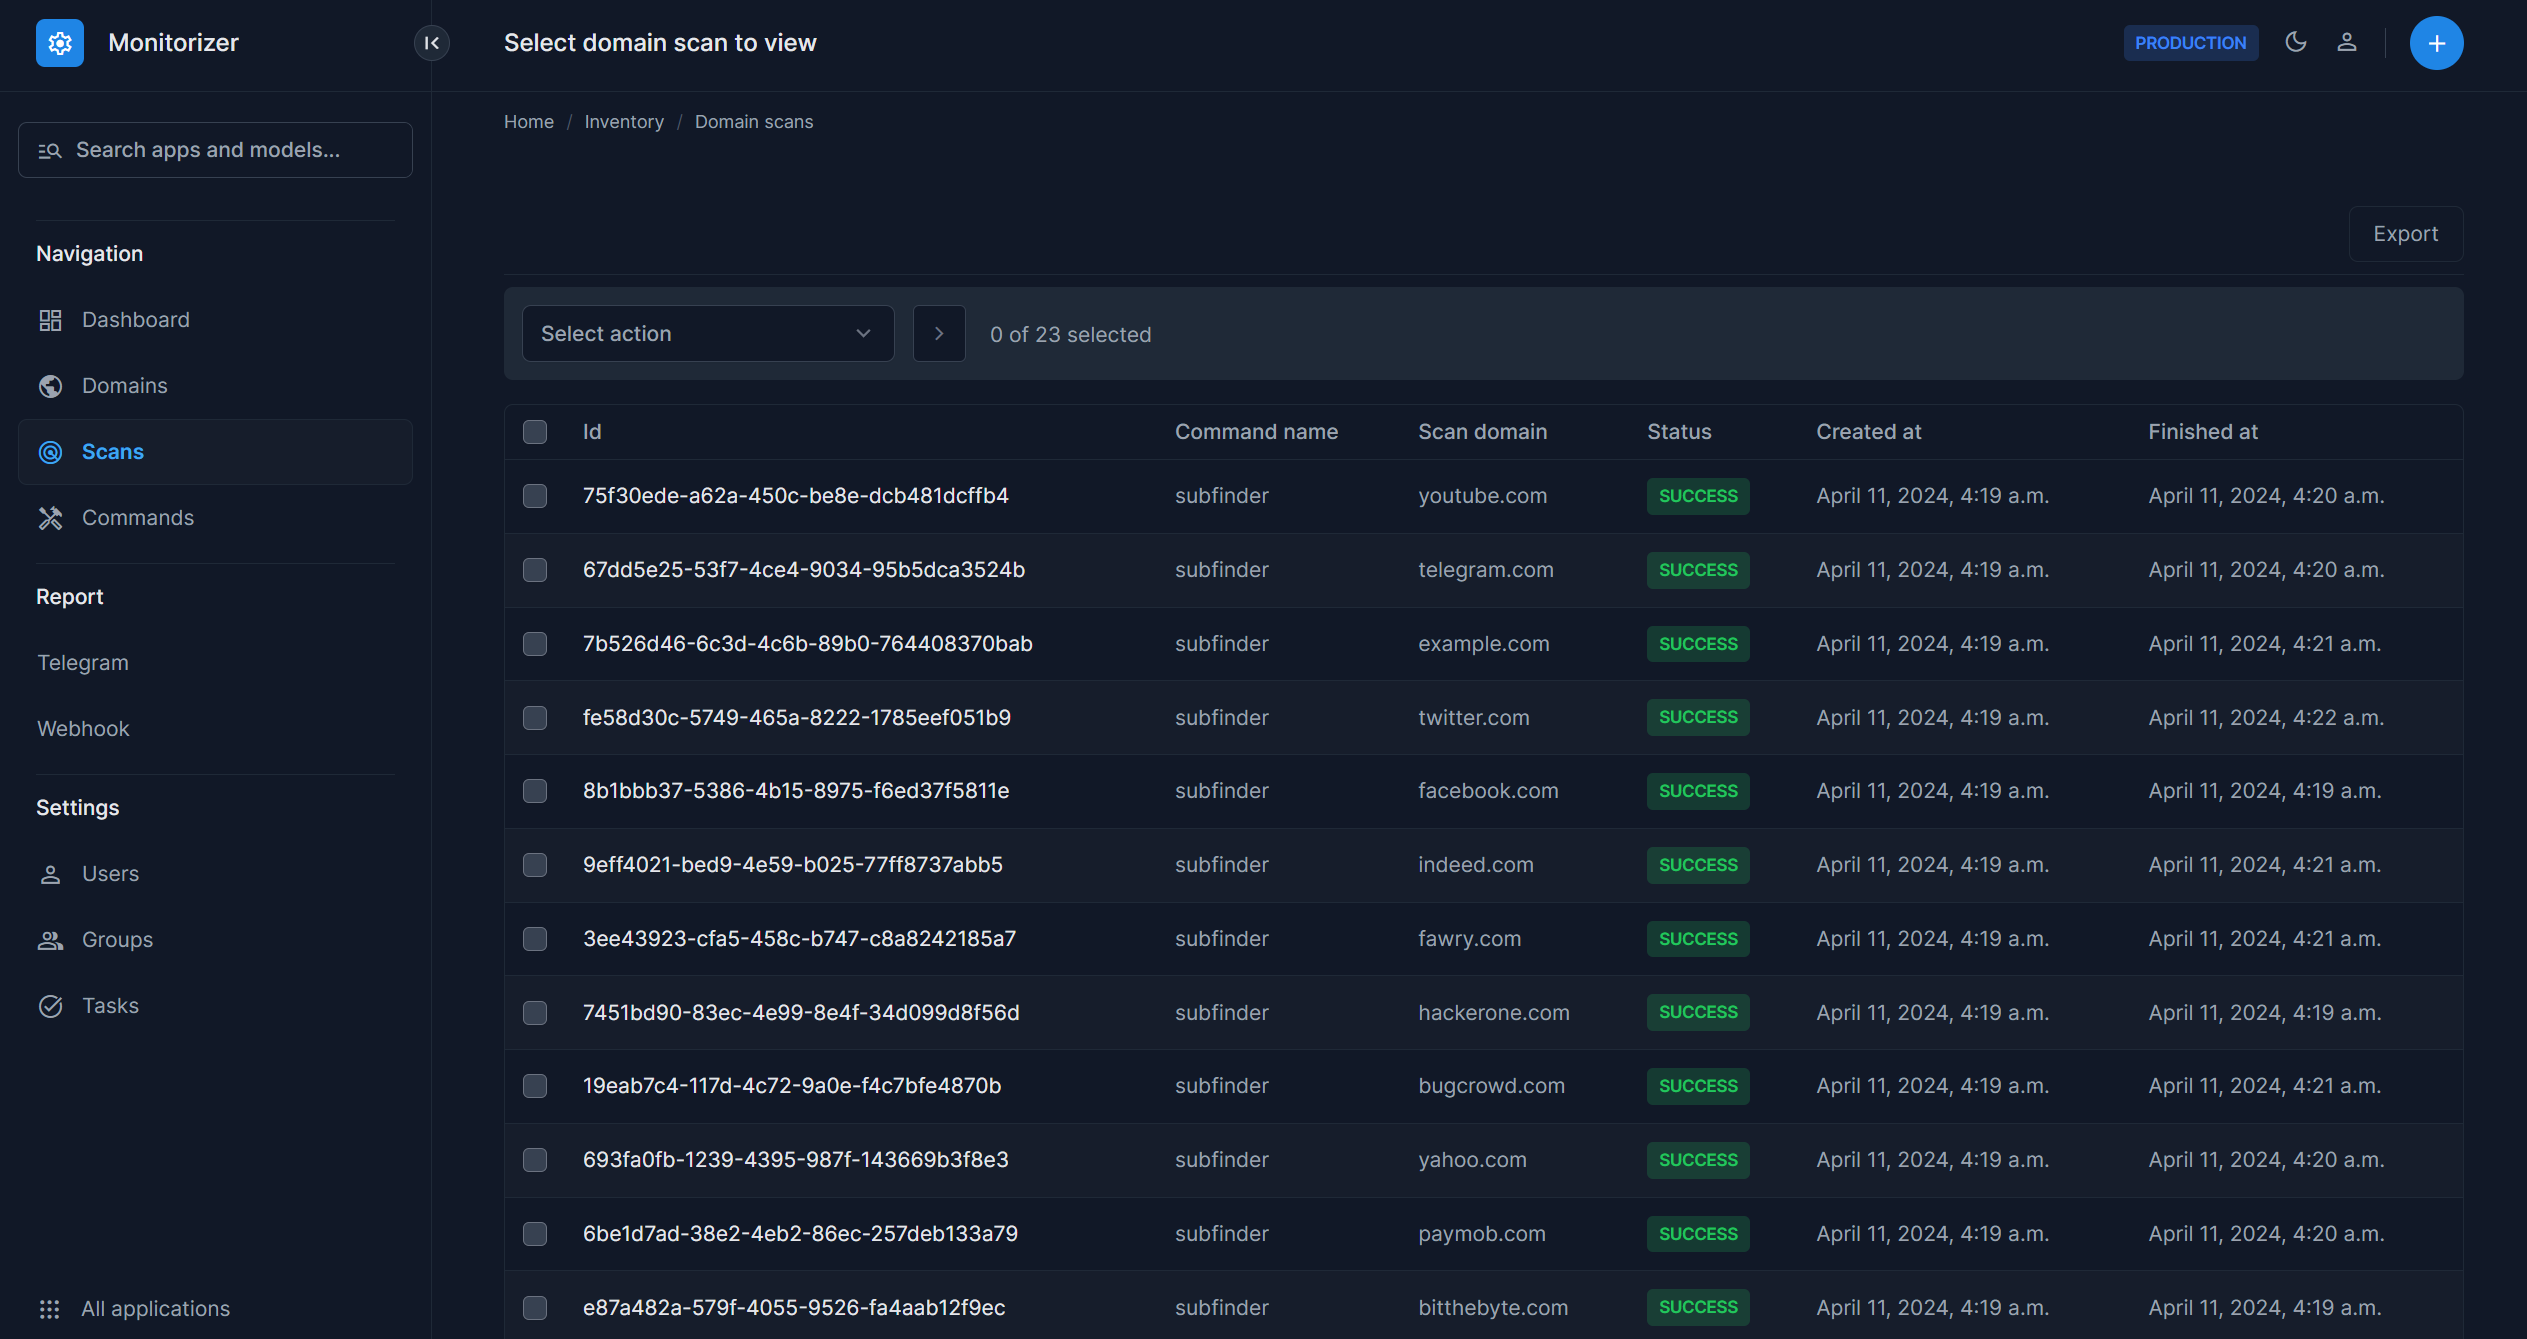 Monitorizer
Select domain scan to view
PRODUCTION
Search apps and models...
Navigation
Dashboard
Domains
Scans
Commands
Report
Telegram
Webhook
Settings
Users
Groups
Tasks
All applications
Home / Inventory / Domain scans
Export
Select action
0 of 23 selected
Id Command name Scan domain Status Created at Finished at
75f30ede-a62a-450c-be8e-dcb481dcffb4 subfinder youtube.com SUCCESS April 11, 2024, 4:19 a.m. April 11, 2024, 4:20 a.m.
67dd5e25-53f7-4ce4-9034-95b5dca3524b subfinder telegram.com SUCCESS April 11, 2024, 4:19 a.m. April 11, 2024, 4:20 a.m.
7b526d46-6c3d-4c6b-89b0-764408370bab subfinder example.com SUCCESS April 11, 2024, 4:19 a.m. April 11, 2024, 4:21 a.m.
fe58d30c-5749-465a-8222-1785eef051b9 subfinder twitter.com SUCCESS April 11, 2024, 4:19 a.m. April 11, 2024, 4:22 a.m.
8b1bbb37-5386-4b15-8975-f6ed37f5811e subfinder facebook.com SUCCESS April 11, 2024, 4:19 a.m. April 11, 2024, 4:19 a.m.
9eff4021-bed9-4e59-b025-77ff8737abb5 subfinder indeed.com SUCCESS April 11, 2024, 4:19 a.m. April 11, 2024, 4:21 a.m.
3ee43923-cfa5-458c-b747-c8a8242185a7 subfinder fawry.com SUCCESS April 11, 2024, 4:19 a.m. April 11, 2024, 4:21 a.m.
7451bd90-83ec-4e99-8e4f-34d099d8f56d subfinder hackerone.com SUCCESS April 11, 2024, 4:19 a.m. April 11, 2024, 4:19 a.m.
19eab7c4-117d-4c72-9a0e-f4c7bfe4870b subfinder bugcrowd.com SUCCESS April 11, 2024, 4:19 a.m. April 11, 2024, 4:21 a.m.
693fa0fb-1239-4395-987f-143669b3f8e3 subfinder yahoo.com SUCCESS April 11, 2024, 4:19 a.m. April 11, 2024, 4:20 a.m.
6be1d7ad-38e2-4eb2-86ec-257deb133a79 subfinder paymob.com SUCCESS April 11, 2024, 4:19 a.m. April 11, 2024, 4:20 a.m.
e87a482a-579f-4055-9526-fa4aab12f9ec subfinder bitthebyte.com SUCCESS April 11, 2024, 4:19 a.m. April 11, 2024, 4:19 a.m.